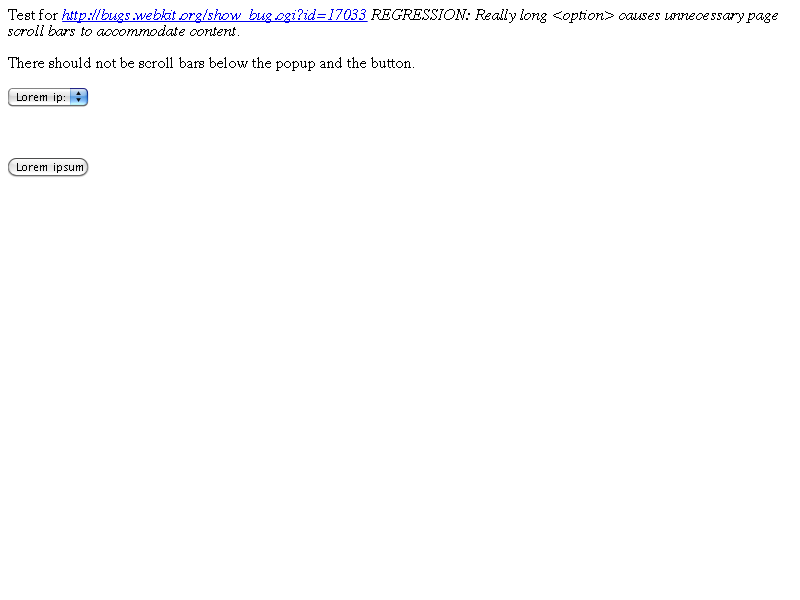 Test for http://bugs.webkit.org/show_bug.cgi?id=17033 REGRESSION: Really long <option> causes unnecessary page
scroll bars to accommodate content.
There should not be scroll bars below the popup and the button.
Lorem ip:
Lorem ipsum